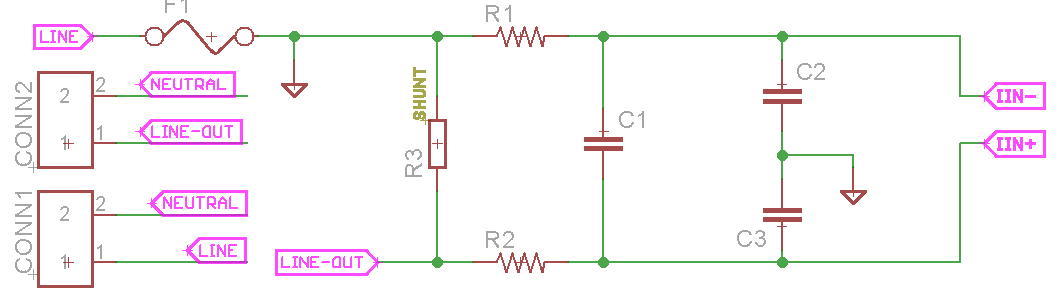 F1
R1
LINE
C2
NEUTRAL
2
2
IIN-
SHUNT
CONN2
LINE-OUT
1
1
C1
IIN+
R3
NEUTRAL
2
2
CONN1
LINE
1
1
R2
C3
LINE-OUT